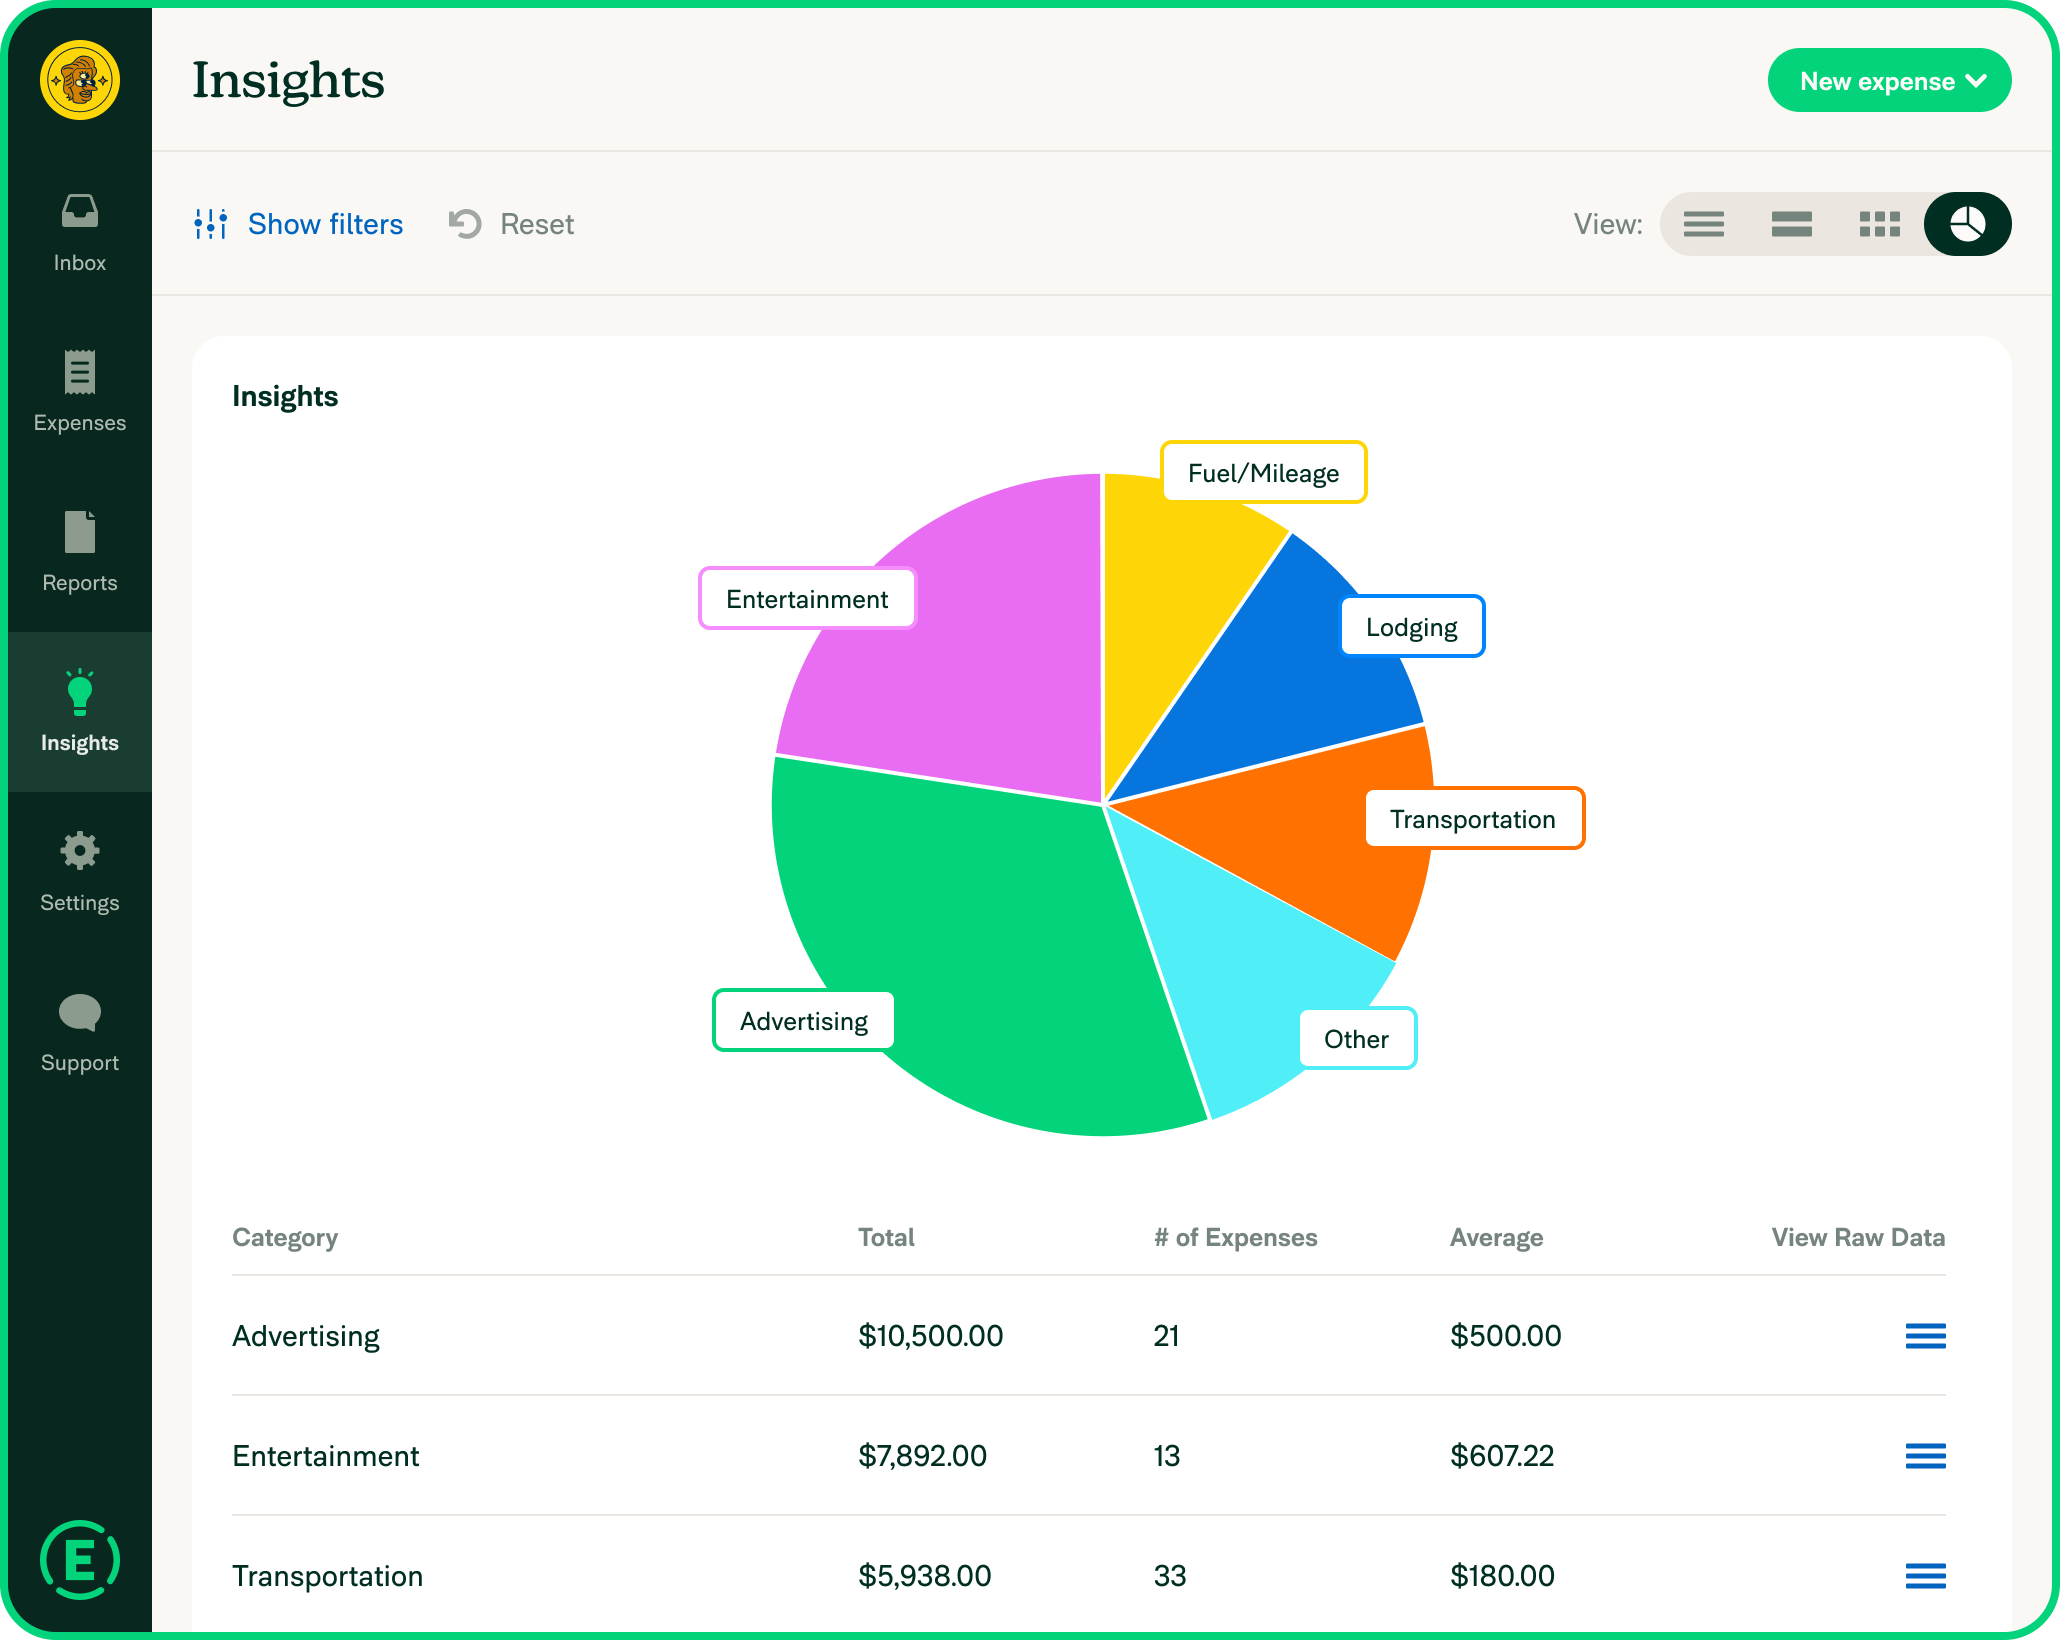 Insights
New expense
Inbox
Expenses
Reports
Insights
Settings
Support
E
Show filters
Reset
View:
Insights
Fuel/Mileage
Entertainment
Lodging
Transportation
Advertising
Other
Category Total # of Expenses Average View Raw Data
Advertising $10,500.00 21 $500.00
Entertainment $7,892.00 13 $607.22
Transportation $5,938.00 33 $180.00